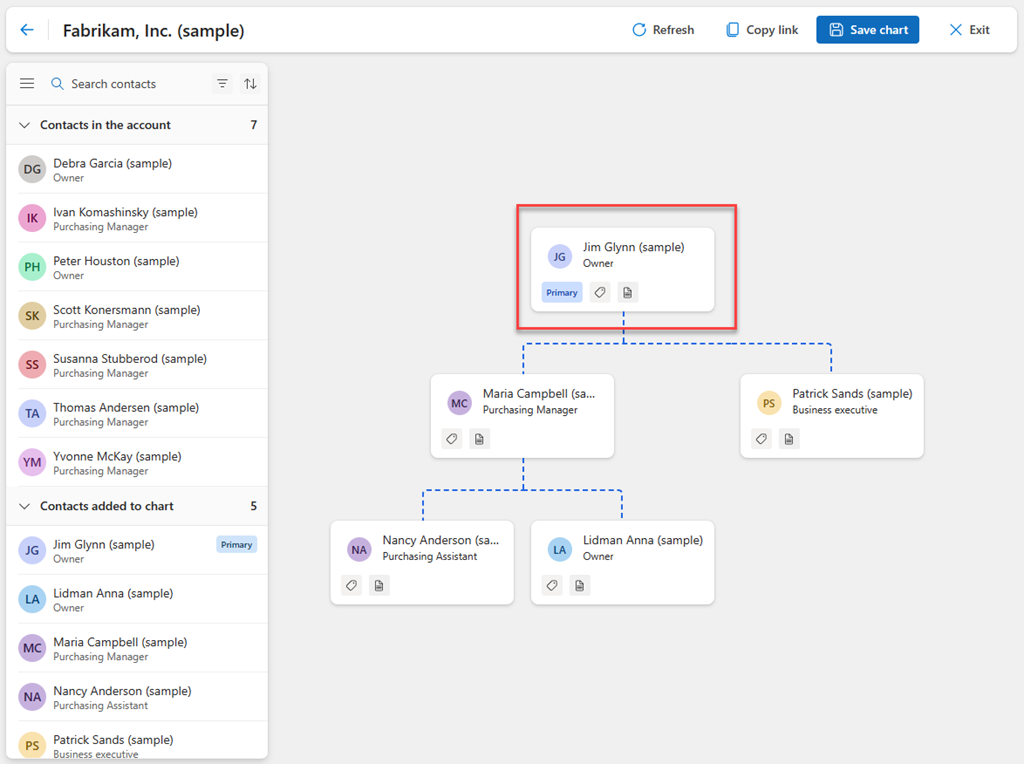 Fabrikam, Inc. (sample)
Refresh
Copy link
Save chart
Exit
Search contacts
Contacts in the account 7
DG Debra Garcia (sample)
Owner
IK Ivan Komashinsky (sample)
Purchasing Manager
PH Peter Houston (sample)
Owner
SK Scott Konersmann (sample)
Purchasing Manager
SS Susanna Stubberod (sample)
Purchasing Manager
TA Thomas Andersen (sample)
Purchasing Manager
YM Yvonne McKay (sample)
Purchasing Manager
Contacts added to chart 5
JG Jim Glynn (sample) Primary
Owner
LA Lidman Anna (sample)
Owner
MC Maria Campbell (sample)
Purchasing Manager
NA Nancy Anderson (sample)
Purchasing Assistant
PS Patrick Sands (sample)
Business executive
JG Jim Glynn (sample)
Owner
Primary
MC Maria Campbell (sa...
Purchasing Manager
PS Patrick Sands (sample)
Business executive
NA Nancy Anderson (sa...
Purchasing Assistant
LA Lidman Anna (sample)
Owner